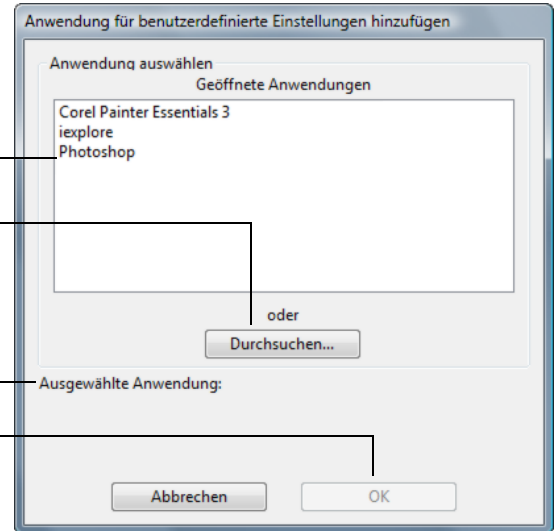 Anwendung für benutzerdefinierte Einstellungen hinzufügen
Anwendung auswählen
Geöffnete Anwendungen
Corel Painter Essentials 3
iexplore
Photoshop
oder
Durchsuchen...
Ausgewählte Anwendung:
Abbrechen
OK